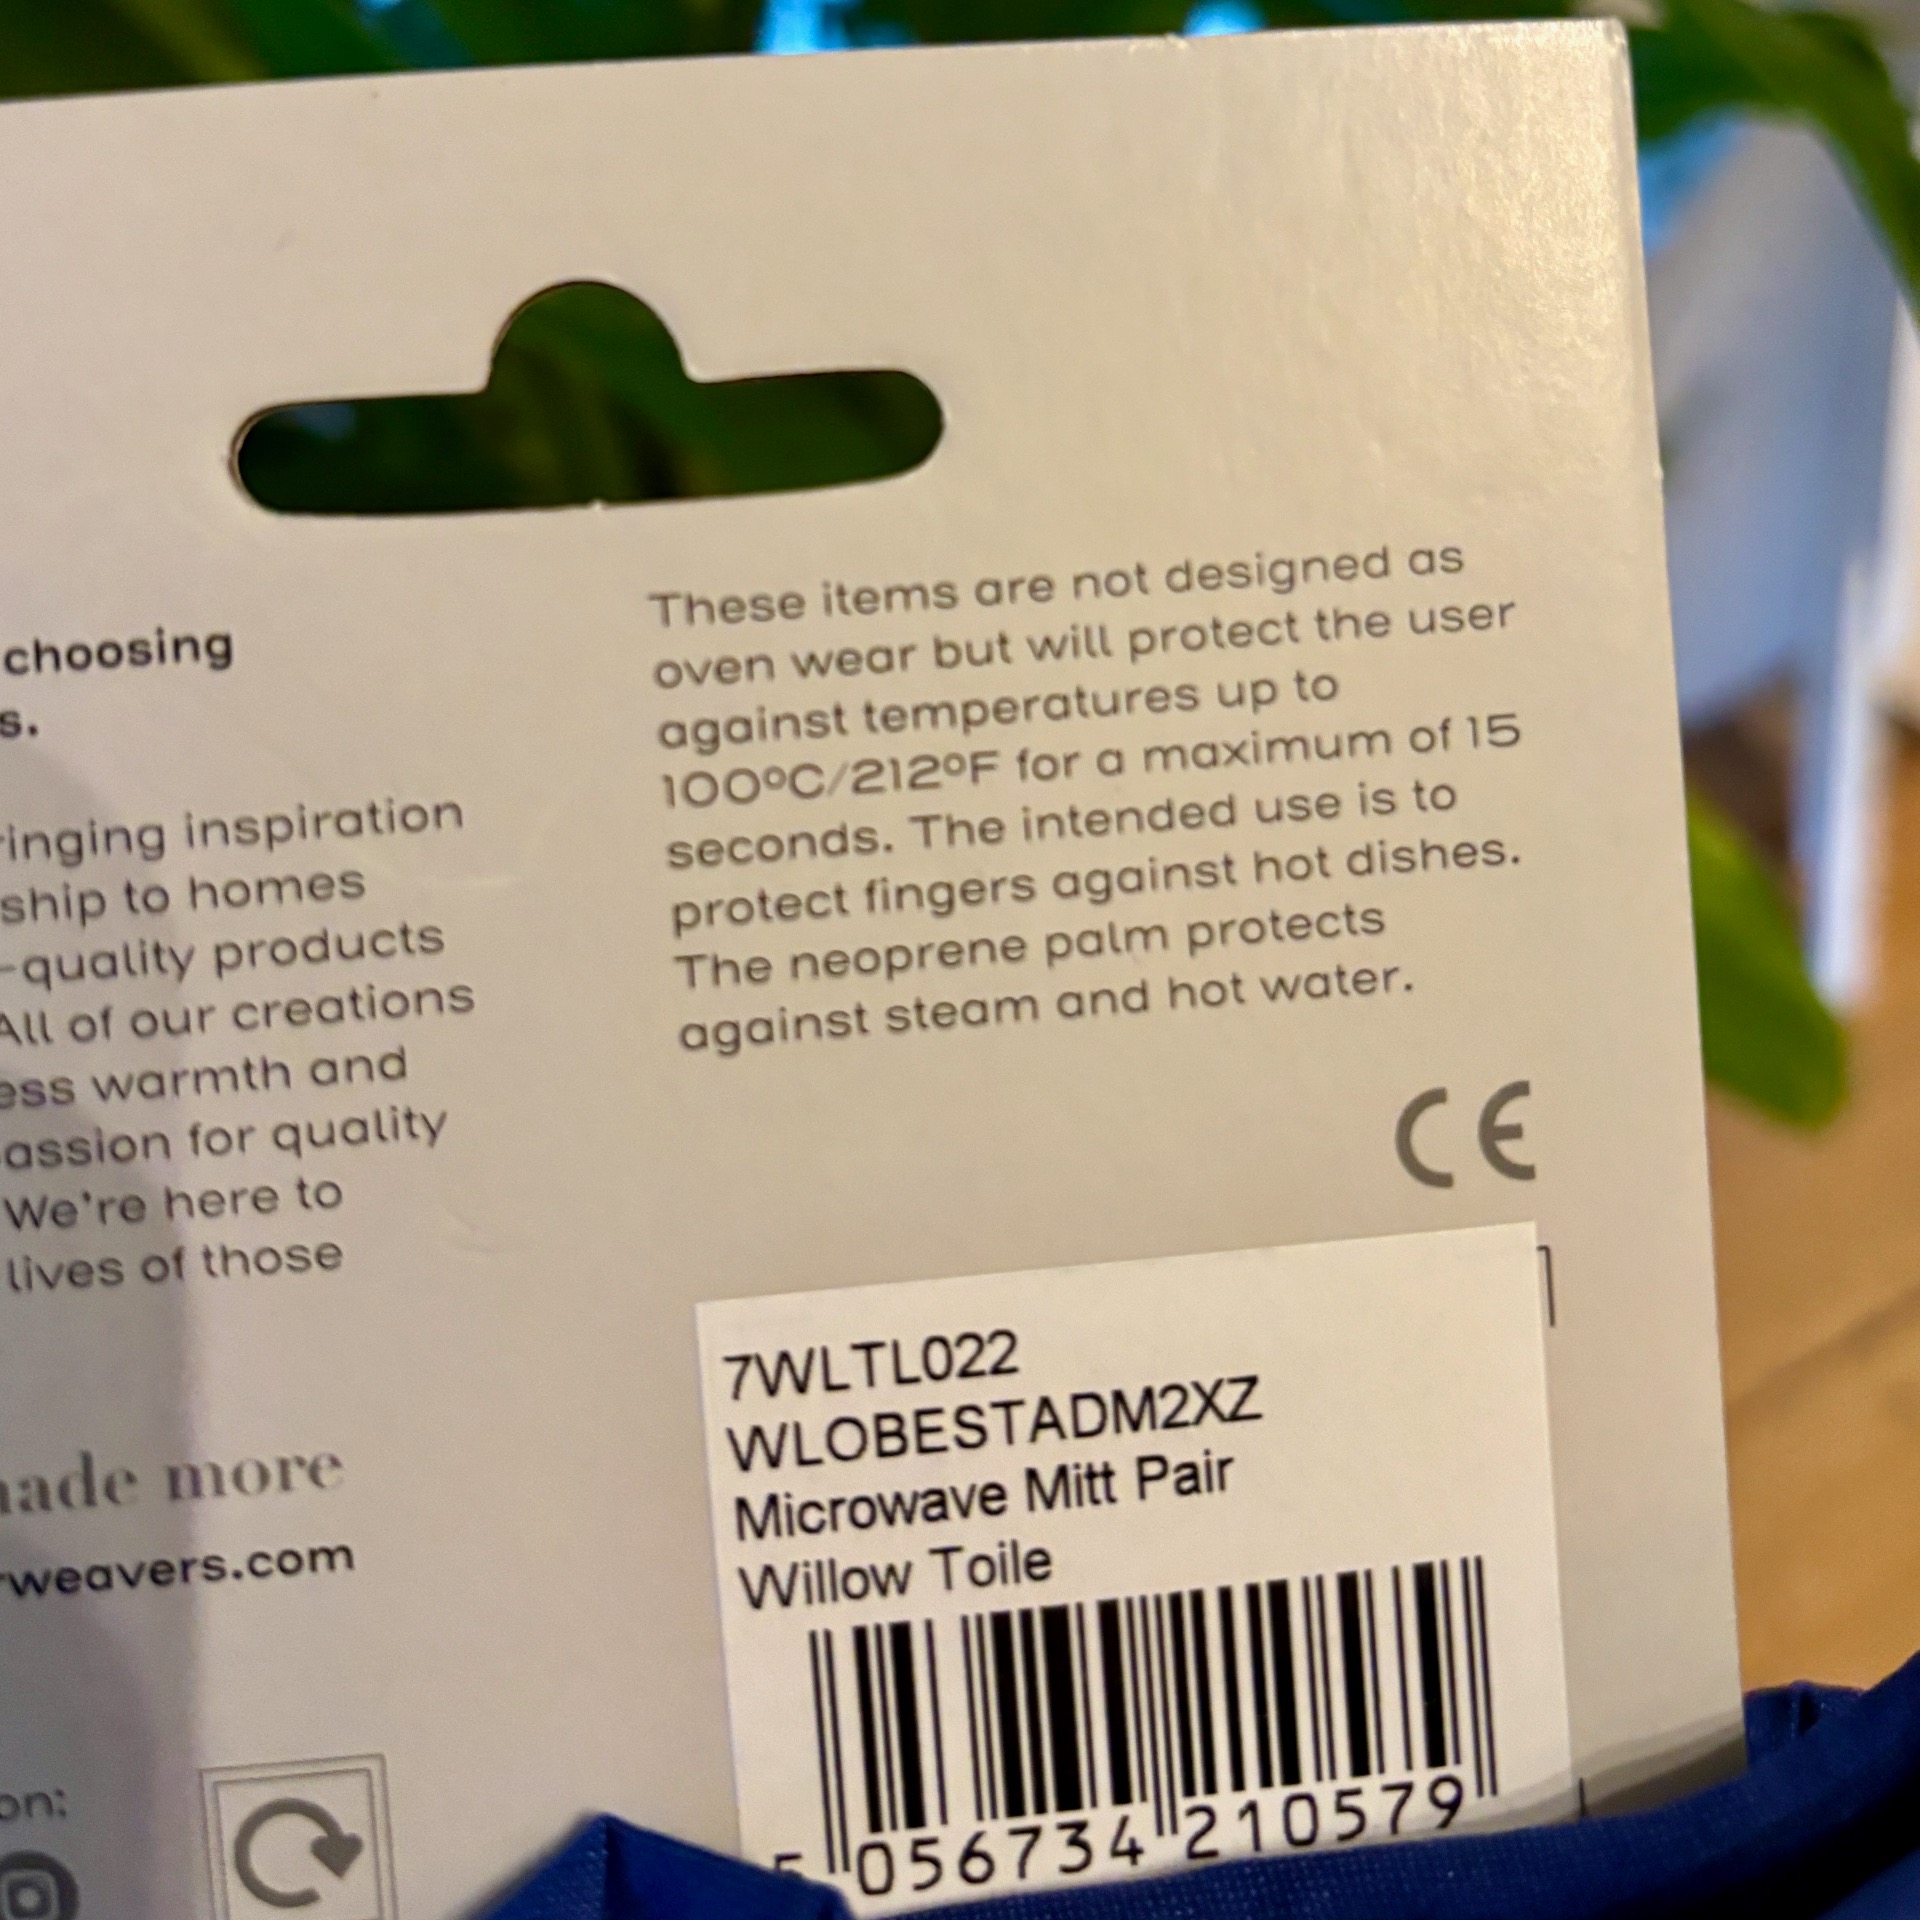 choosing
s.
ringing inspiration
ship to homes
-quality products
All of our creations
ess warmth and
assion for quality
We're here to
lives of those
made more
rweavers.com
on:
These items are not designed as
oven wear but will protect the user
against temperatures up to
100ºC/212ºF for a maximum of 15
seconds. The intended use is to
protect fingers against hot dishes.
The neoprene palm protects
against steam and hot water.
CE
7WLTL022
WLOBESTADM2XZ
Microwave Mitt Pair
Willow Toile
5 056734 210579